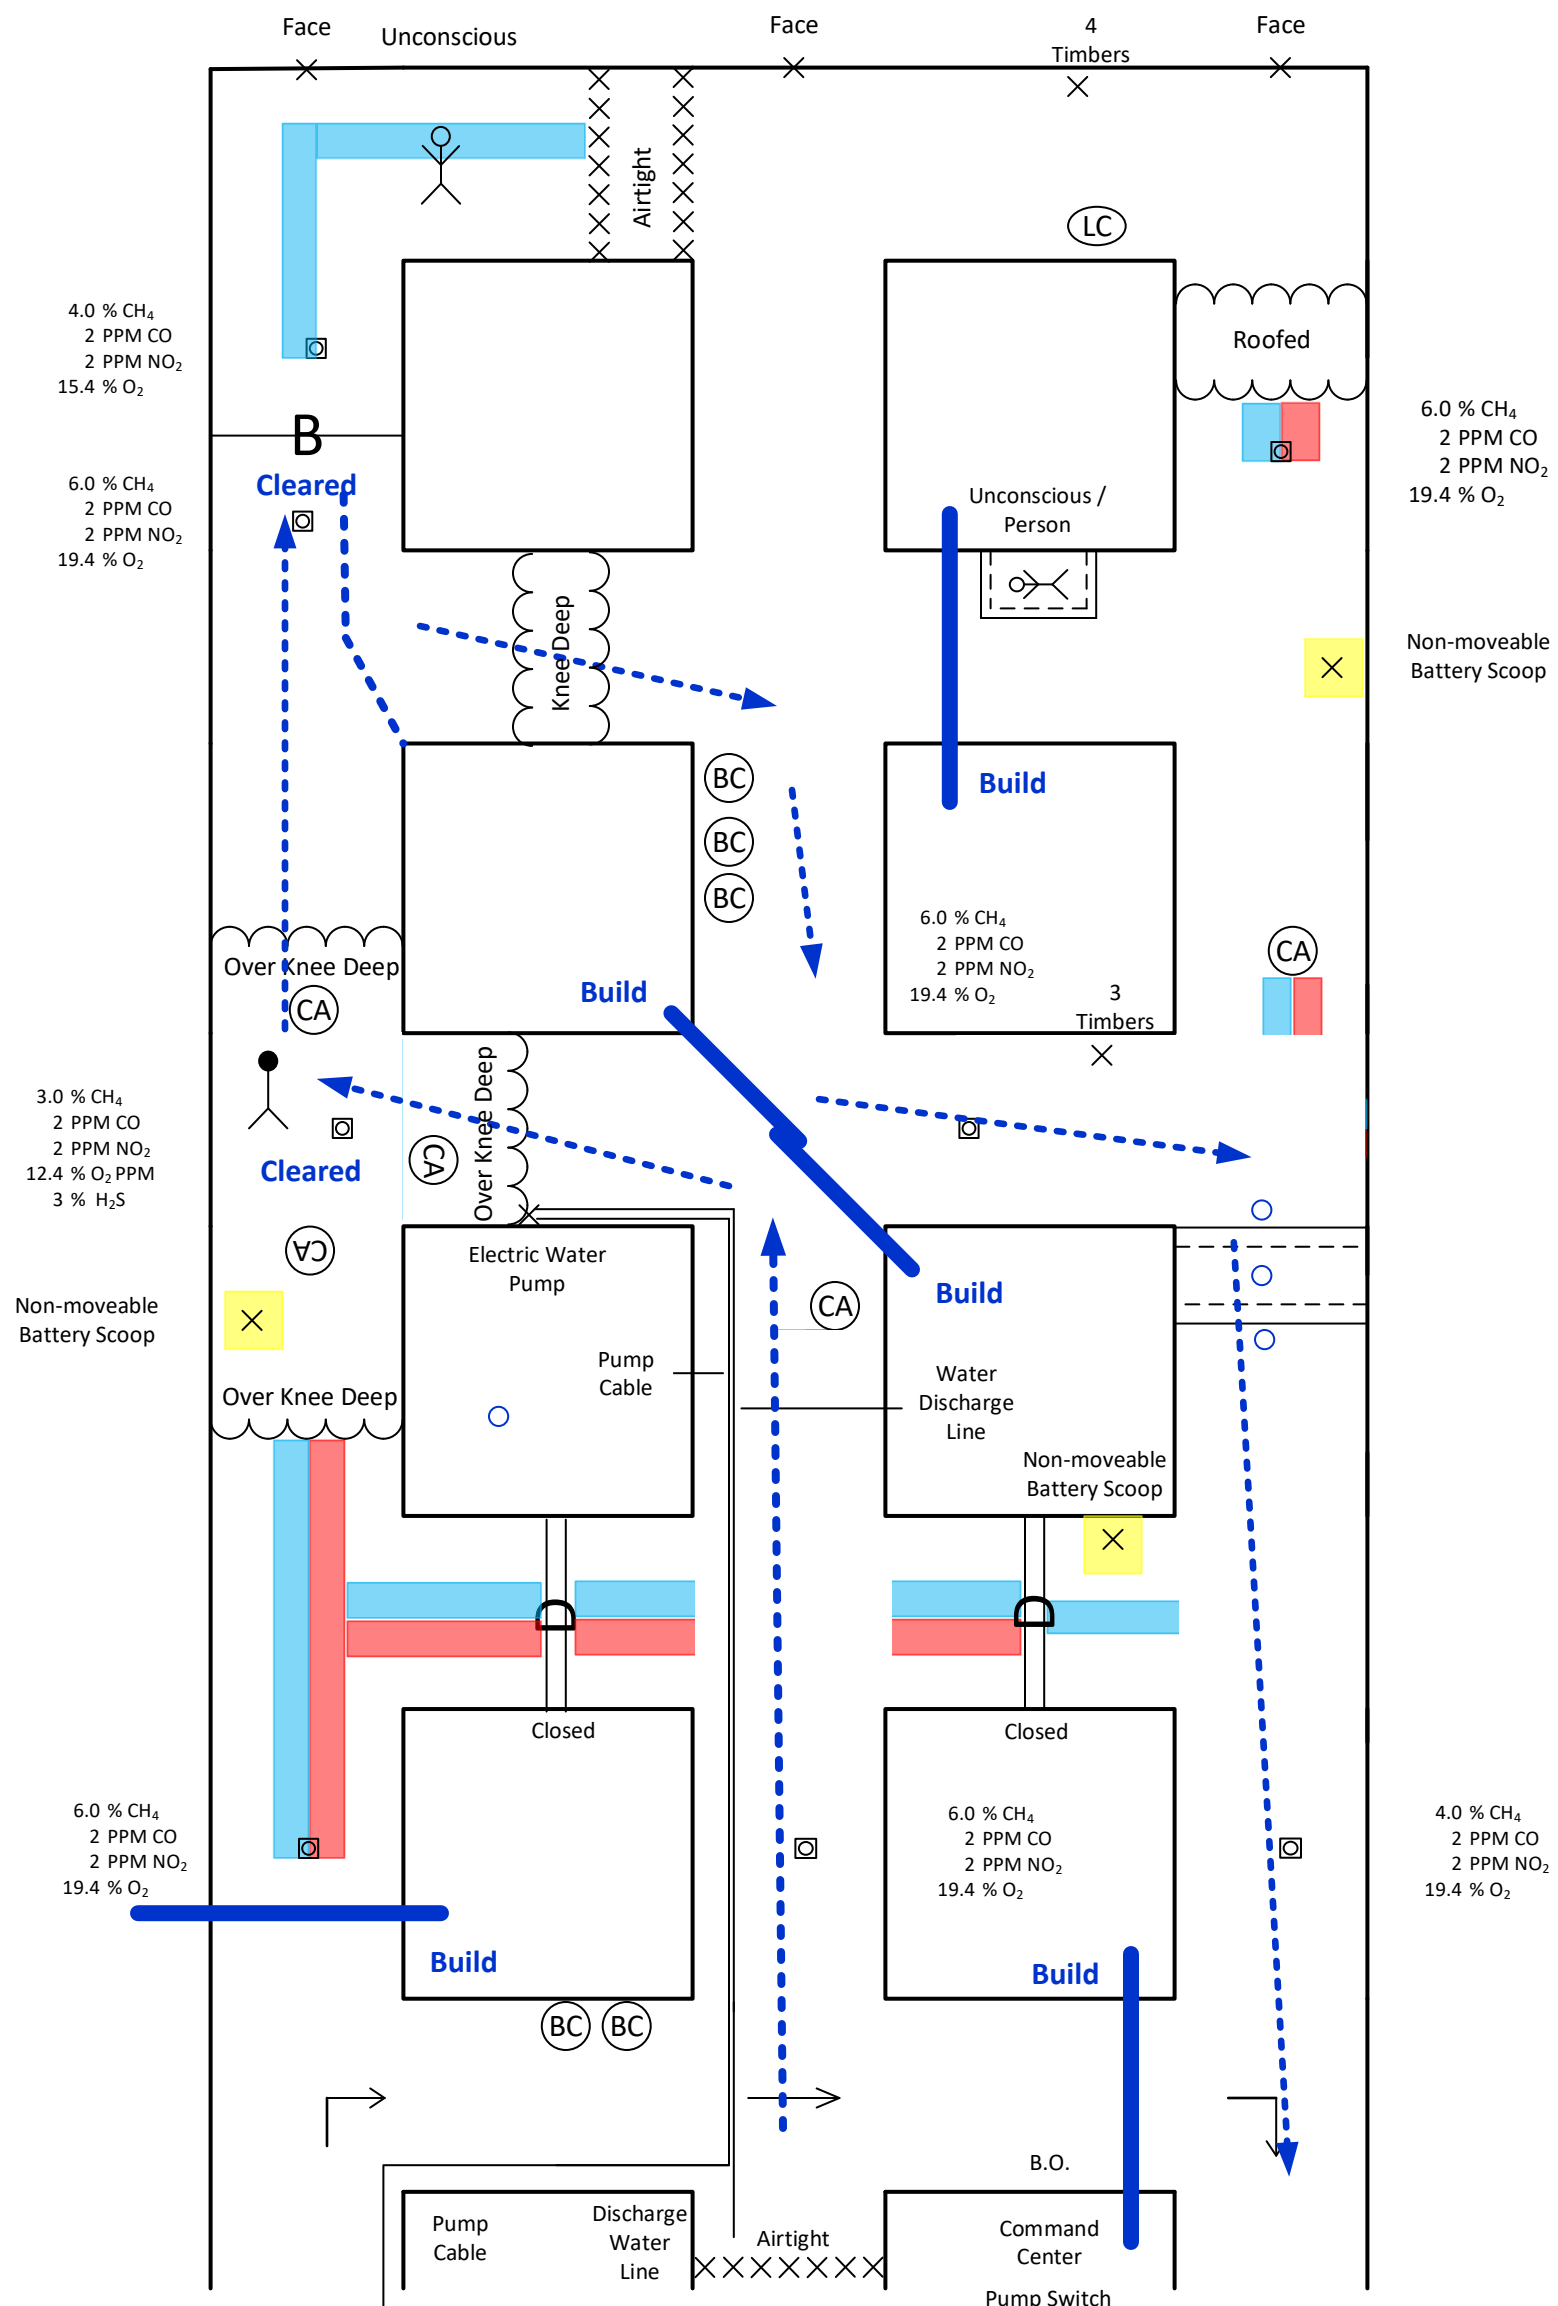 Face
Unconscious
Face
4
Timbers
Face
Airtight
LC
4.0 % CH₄
2 PPM CO
2 PPM NO₂
15.4 % O₂
Roofed
B
6.0 % CH₄
2 PPM CO
2 PPM NO₂
19.4 % O₂
Cleared
6.0 % CH₄
2 PPM CO
2 PPM NO₂
19.4 % O₂
Unconscious /
Person
Knee Deep
Non-moveable
Battery Scoop
BC
BC
BC
Build
6.0 % CH₄
2 PPM CO
2 PPM NO₂
19.4 % O₂
3
Timbers
CA
Over Knee Deep
CA
Build
Over Knee Deep
3.0 % CH₄
2 PPM CO
2 PPM NO₂
12.4 % O₂ PPM
3 % H₂S
CA
Cleared
CA
Electric Water
Pump
CA
Build
Non-moveable
Battery Scoop
Pump
Cable
Water
Discharge
Line
Over Knee Deep
Non-moveable
Battery Scoop
Closed
Closed
6.0 % CH₄
2 PPM CO
2 PPM NO₂
19.4 % O₂
6.0 % CH₄
2 PPM CO
2 PPM NO₂
19.4 % O₂
4.0 % CH₄
2 PPM CO
2 PPM NO₂
19.4 % O₂
Build
Build
BC
BC
B.O.
Pump
Cable
Discharge
Water
Line
Airtight
Command
Center
Pump Switch